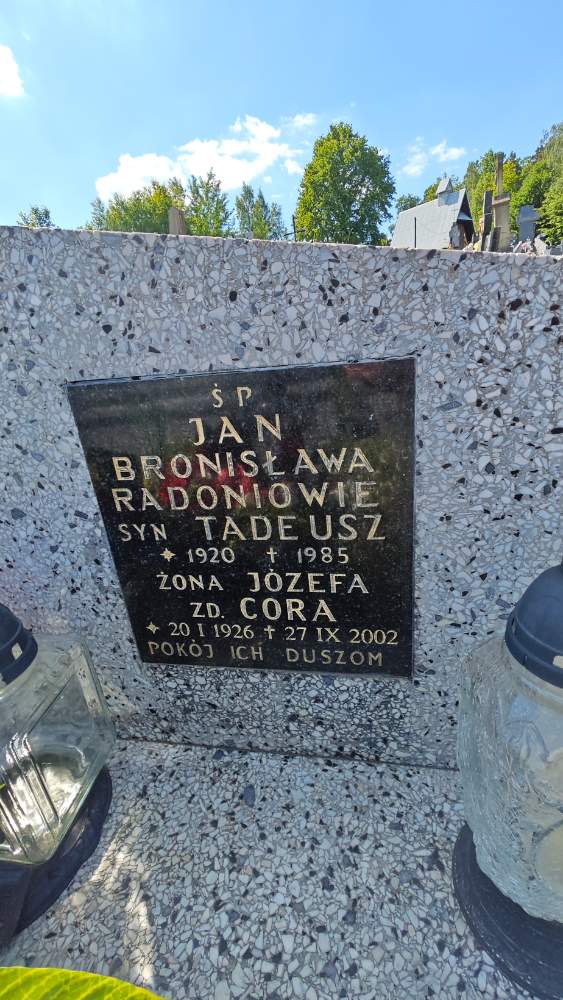 ŚP
JAN
BRONISŁAWA
RADONIOWIE
SYN TADEUSZ
* 1920 † 1985
ŻONA JÓZEFA
ZD. CORA
* 20 I 1926 † 27 IX 2002
POKÓJ ICH DUSZOM